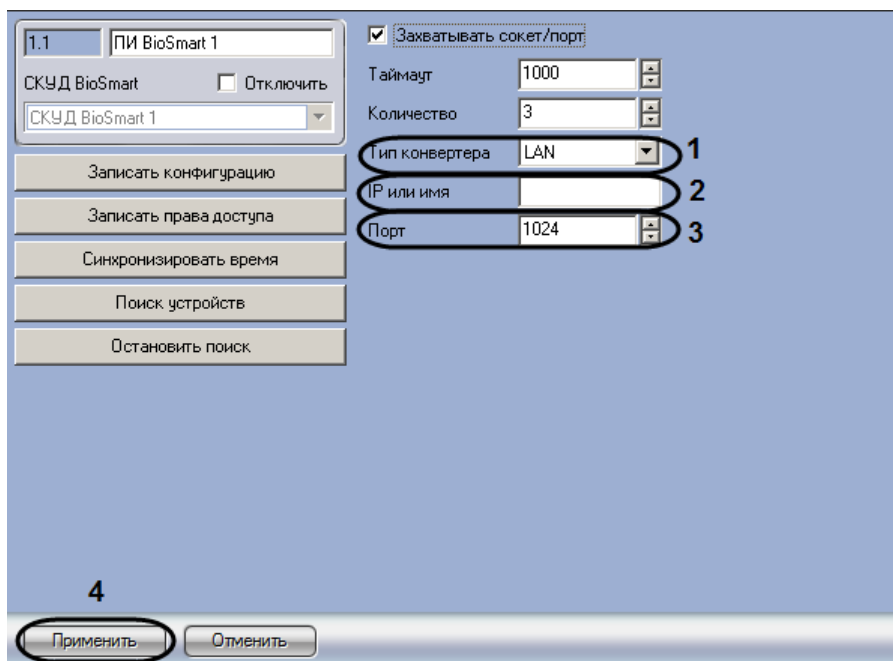 1.1 ПИ BioSmart 1
СКУД BioSmart Отключить
СКУД BioSmart 1
Записать конфигурацию
Записать права доступа
Синхронизировать время
Поиск устройств
Остановить поиск
Захватывать сокет/порт
Таймаут 1000
Количество 3
Тип конвертера LAN 1
IP или имя 2
Порт 1024 3
4
Применить Отменить